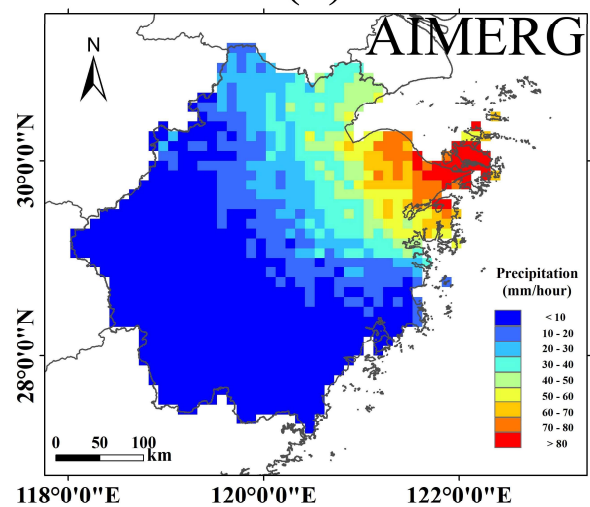 AIMERG
N
30°0'0"N
28°0'0"N
Precipitation
(mm/hour)
< 10
10 - 20
20 - 30
30 - 40
40 - 50
50 - 60
60 - 70
70 - 80
> 80
0 50 100
km
118°0'0"E 120°0'0"E 122°0'0"E